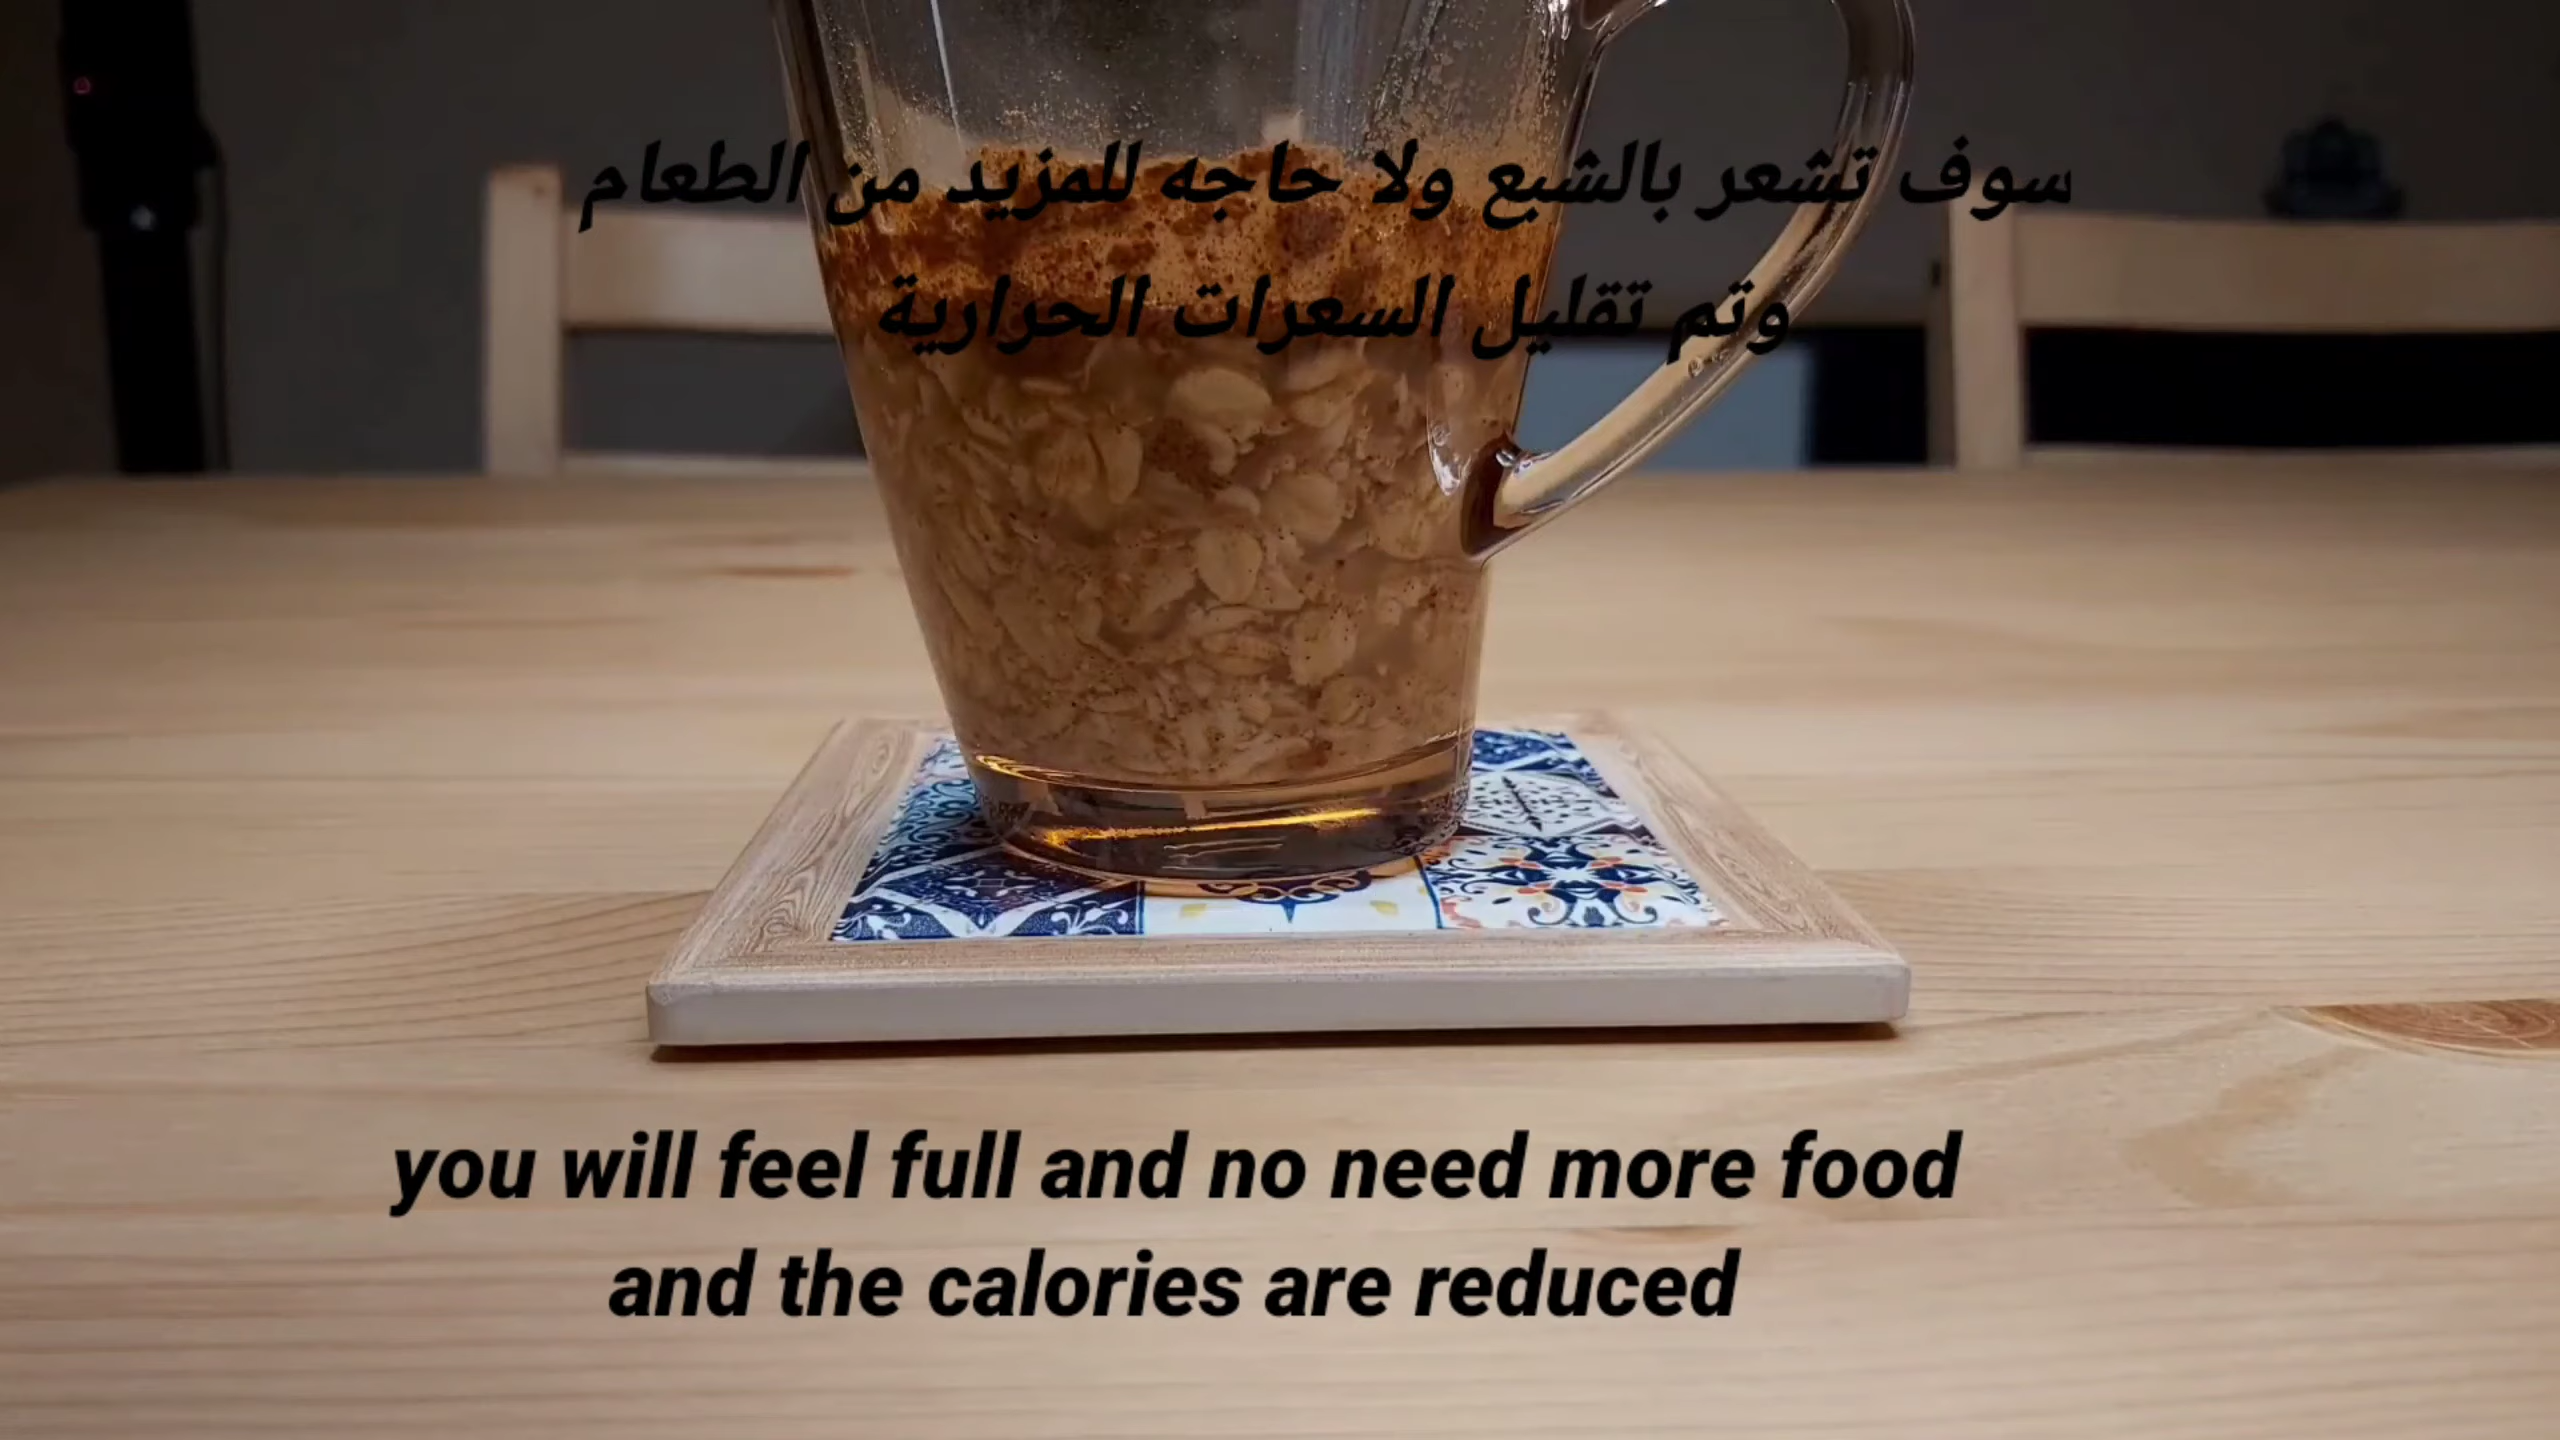 سوف تشعر بالشبع ولا حاجه للمزيد من الطعام
وتم تقليل السعرات الحرارية
you will feel full and no need more food
and the calories are reduced